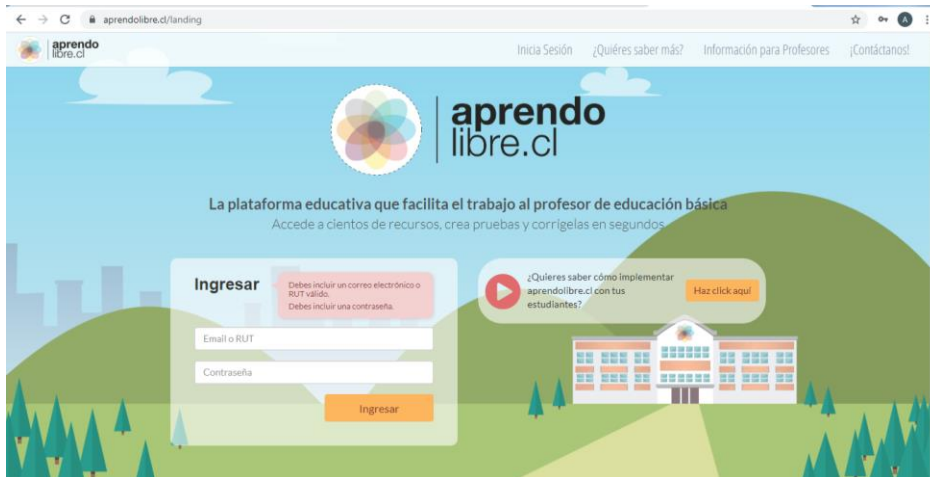 aprendolibre.cl/landing
A
aprendo
libre.cl
Inicia Sesión ¿Quiéres saber más? Información para Profesores ¡Contáctanos!
aprendo
libre.cl
La plataforma educativa que facilita el trabajo al profesor de educación básica
Accede a cientos de recursos, crea pruebas y corrígelas en segundos
Ingresar
Debes incluir un correo electrónico o
RUT válido.
Debes incluir una contraseña.
Email o RUT
Contraseña
Ingresar
¿Quieres saber cómo implementar
aprendolibre.cl con tus
estudiantes?
Haz click aquí